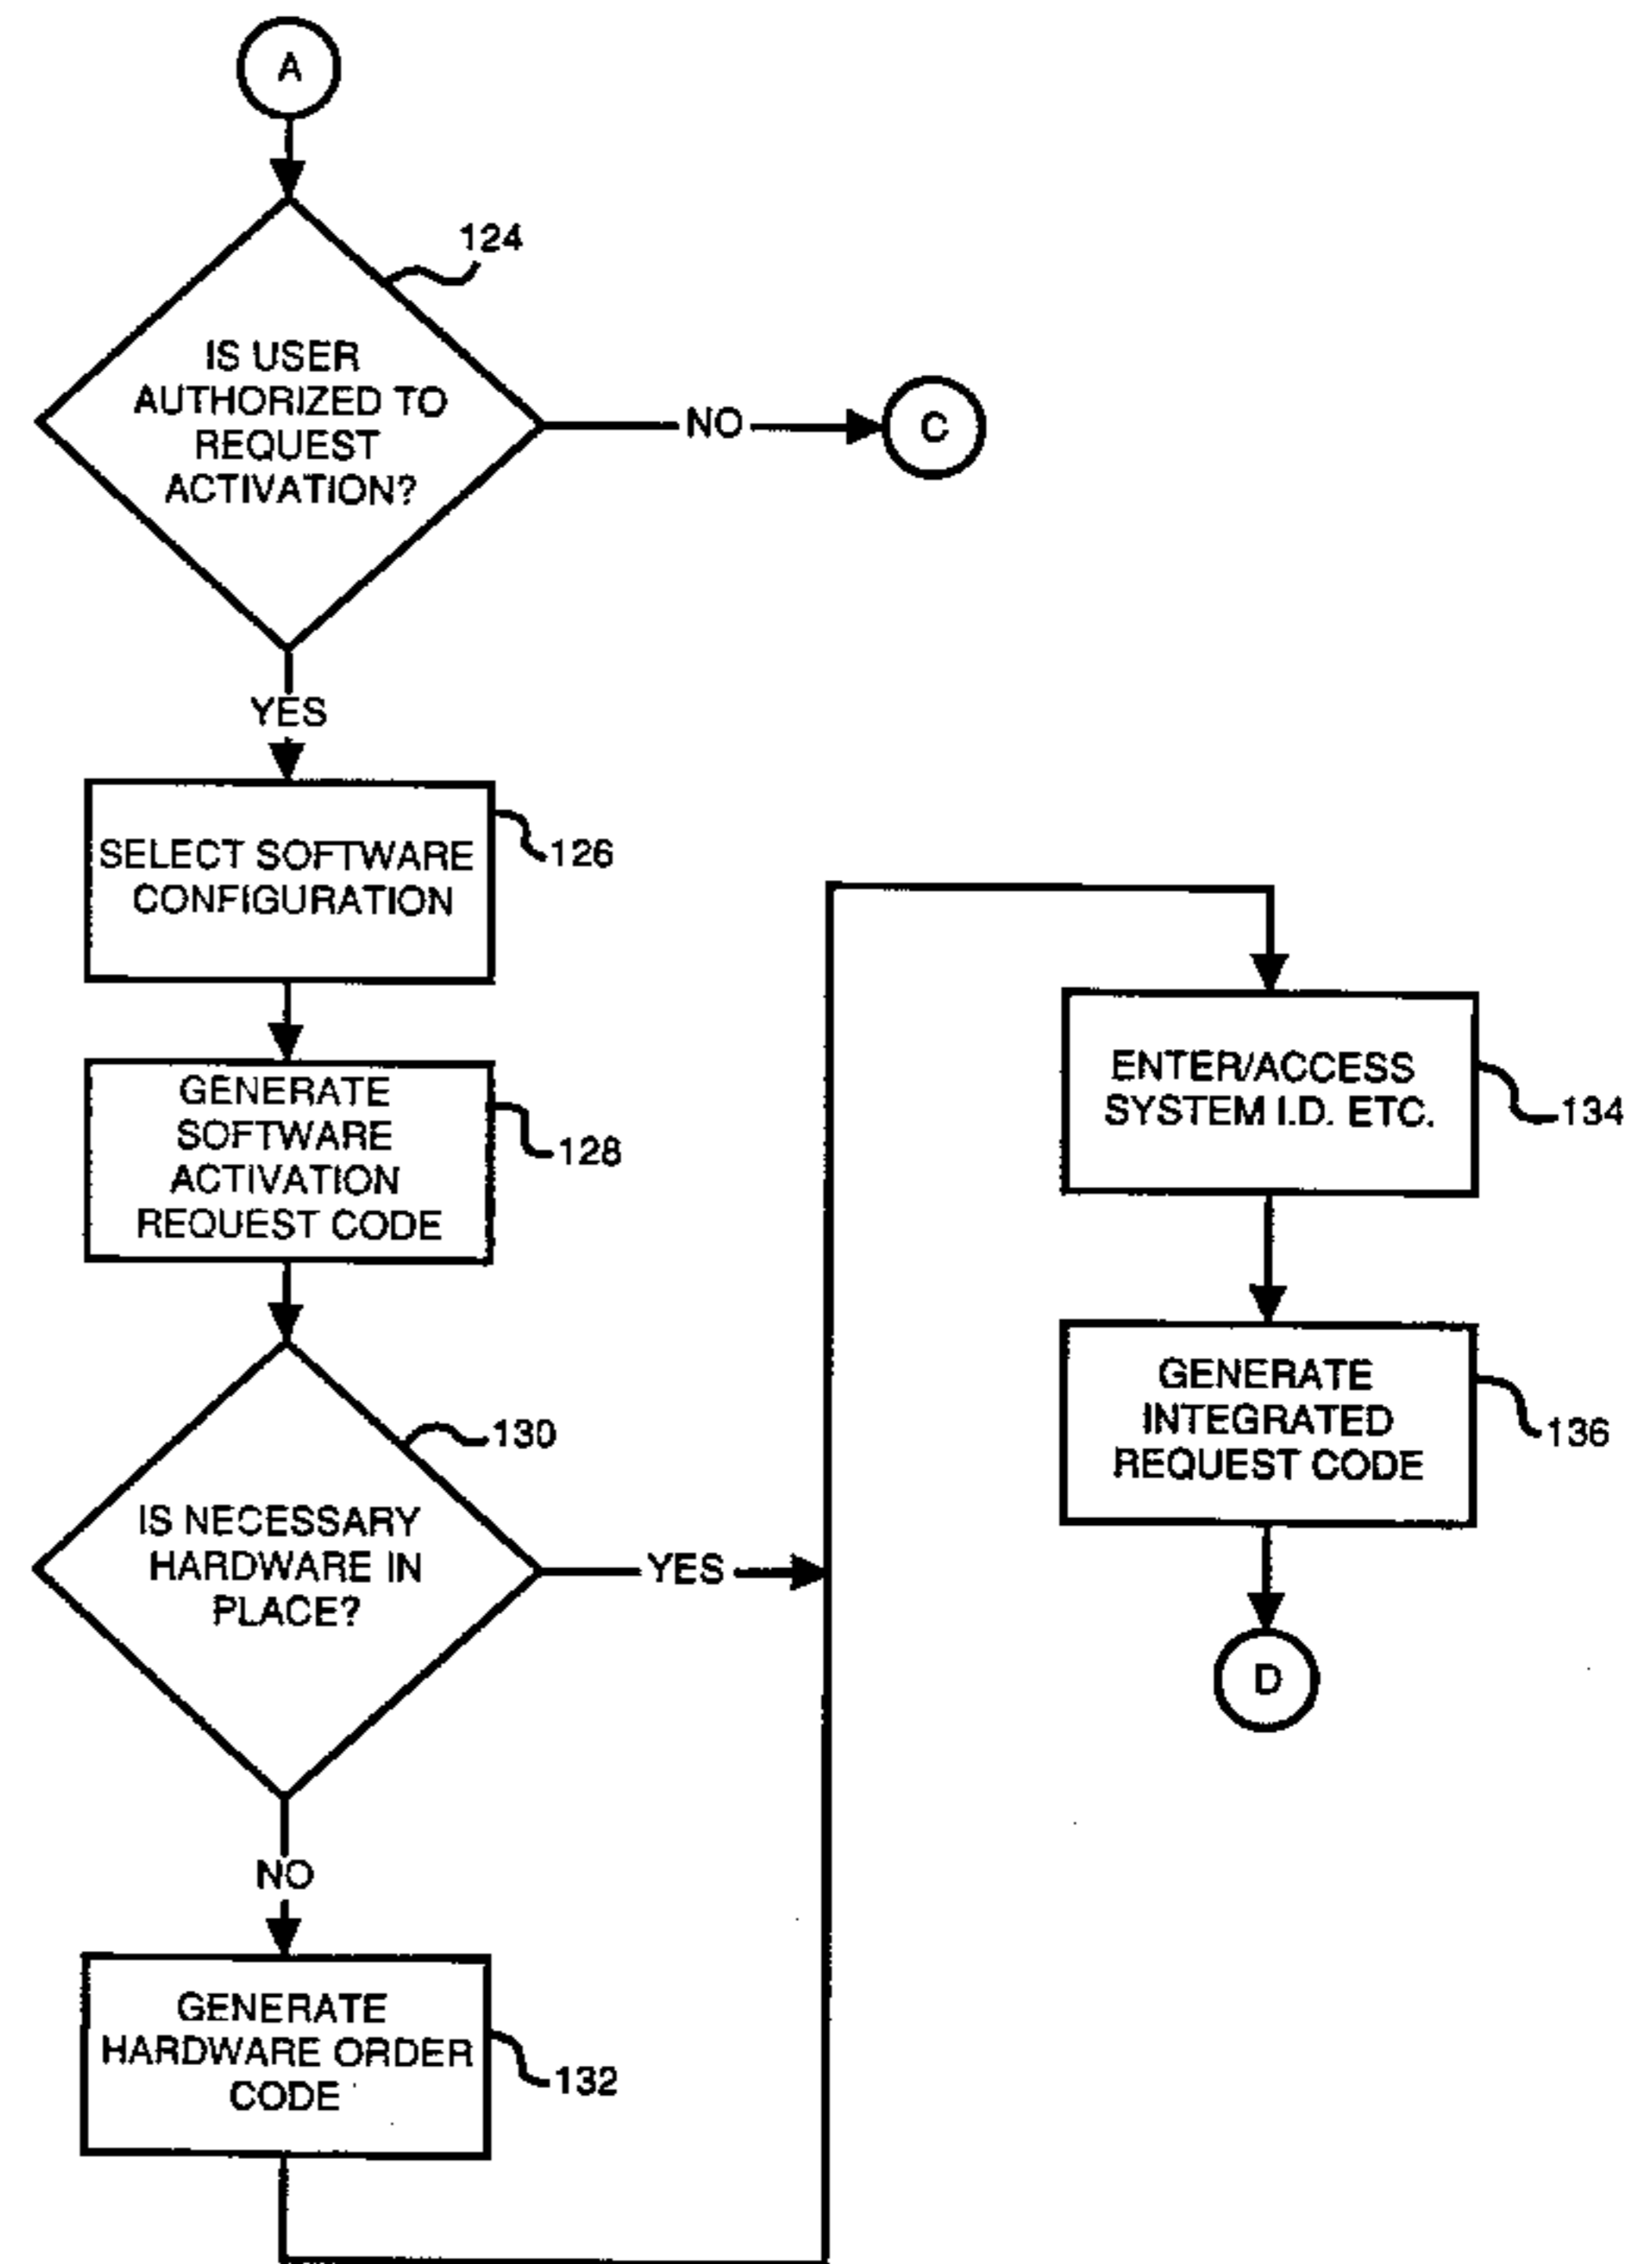 A
124
IS USER
AUTHORIZED TO
REQUEST
ACTIVATION?
NO
C
YES
SELECT SOFTWARE
CONFIGURATION
126
GENERATE
SOFTWARE
ACTIVATION
REQUEST CODE
128
130
IS NECESSARY
HARDWARE IN
PLACE?
YES
NO
GENERATE
HARDWARE ORDER
CODE
132
ENTER/ACCESS
SYSTEM I.D. ETC.
134
GENERATE
INTEGRATED
REQUEST CODE
136
D